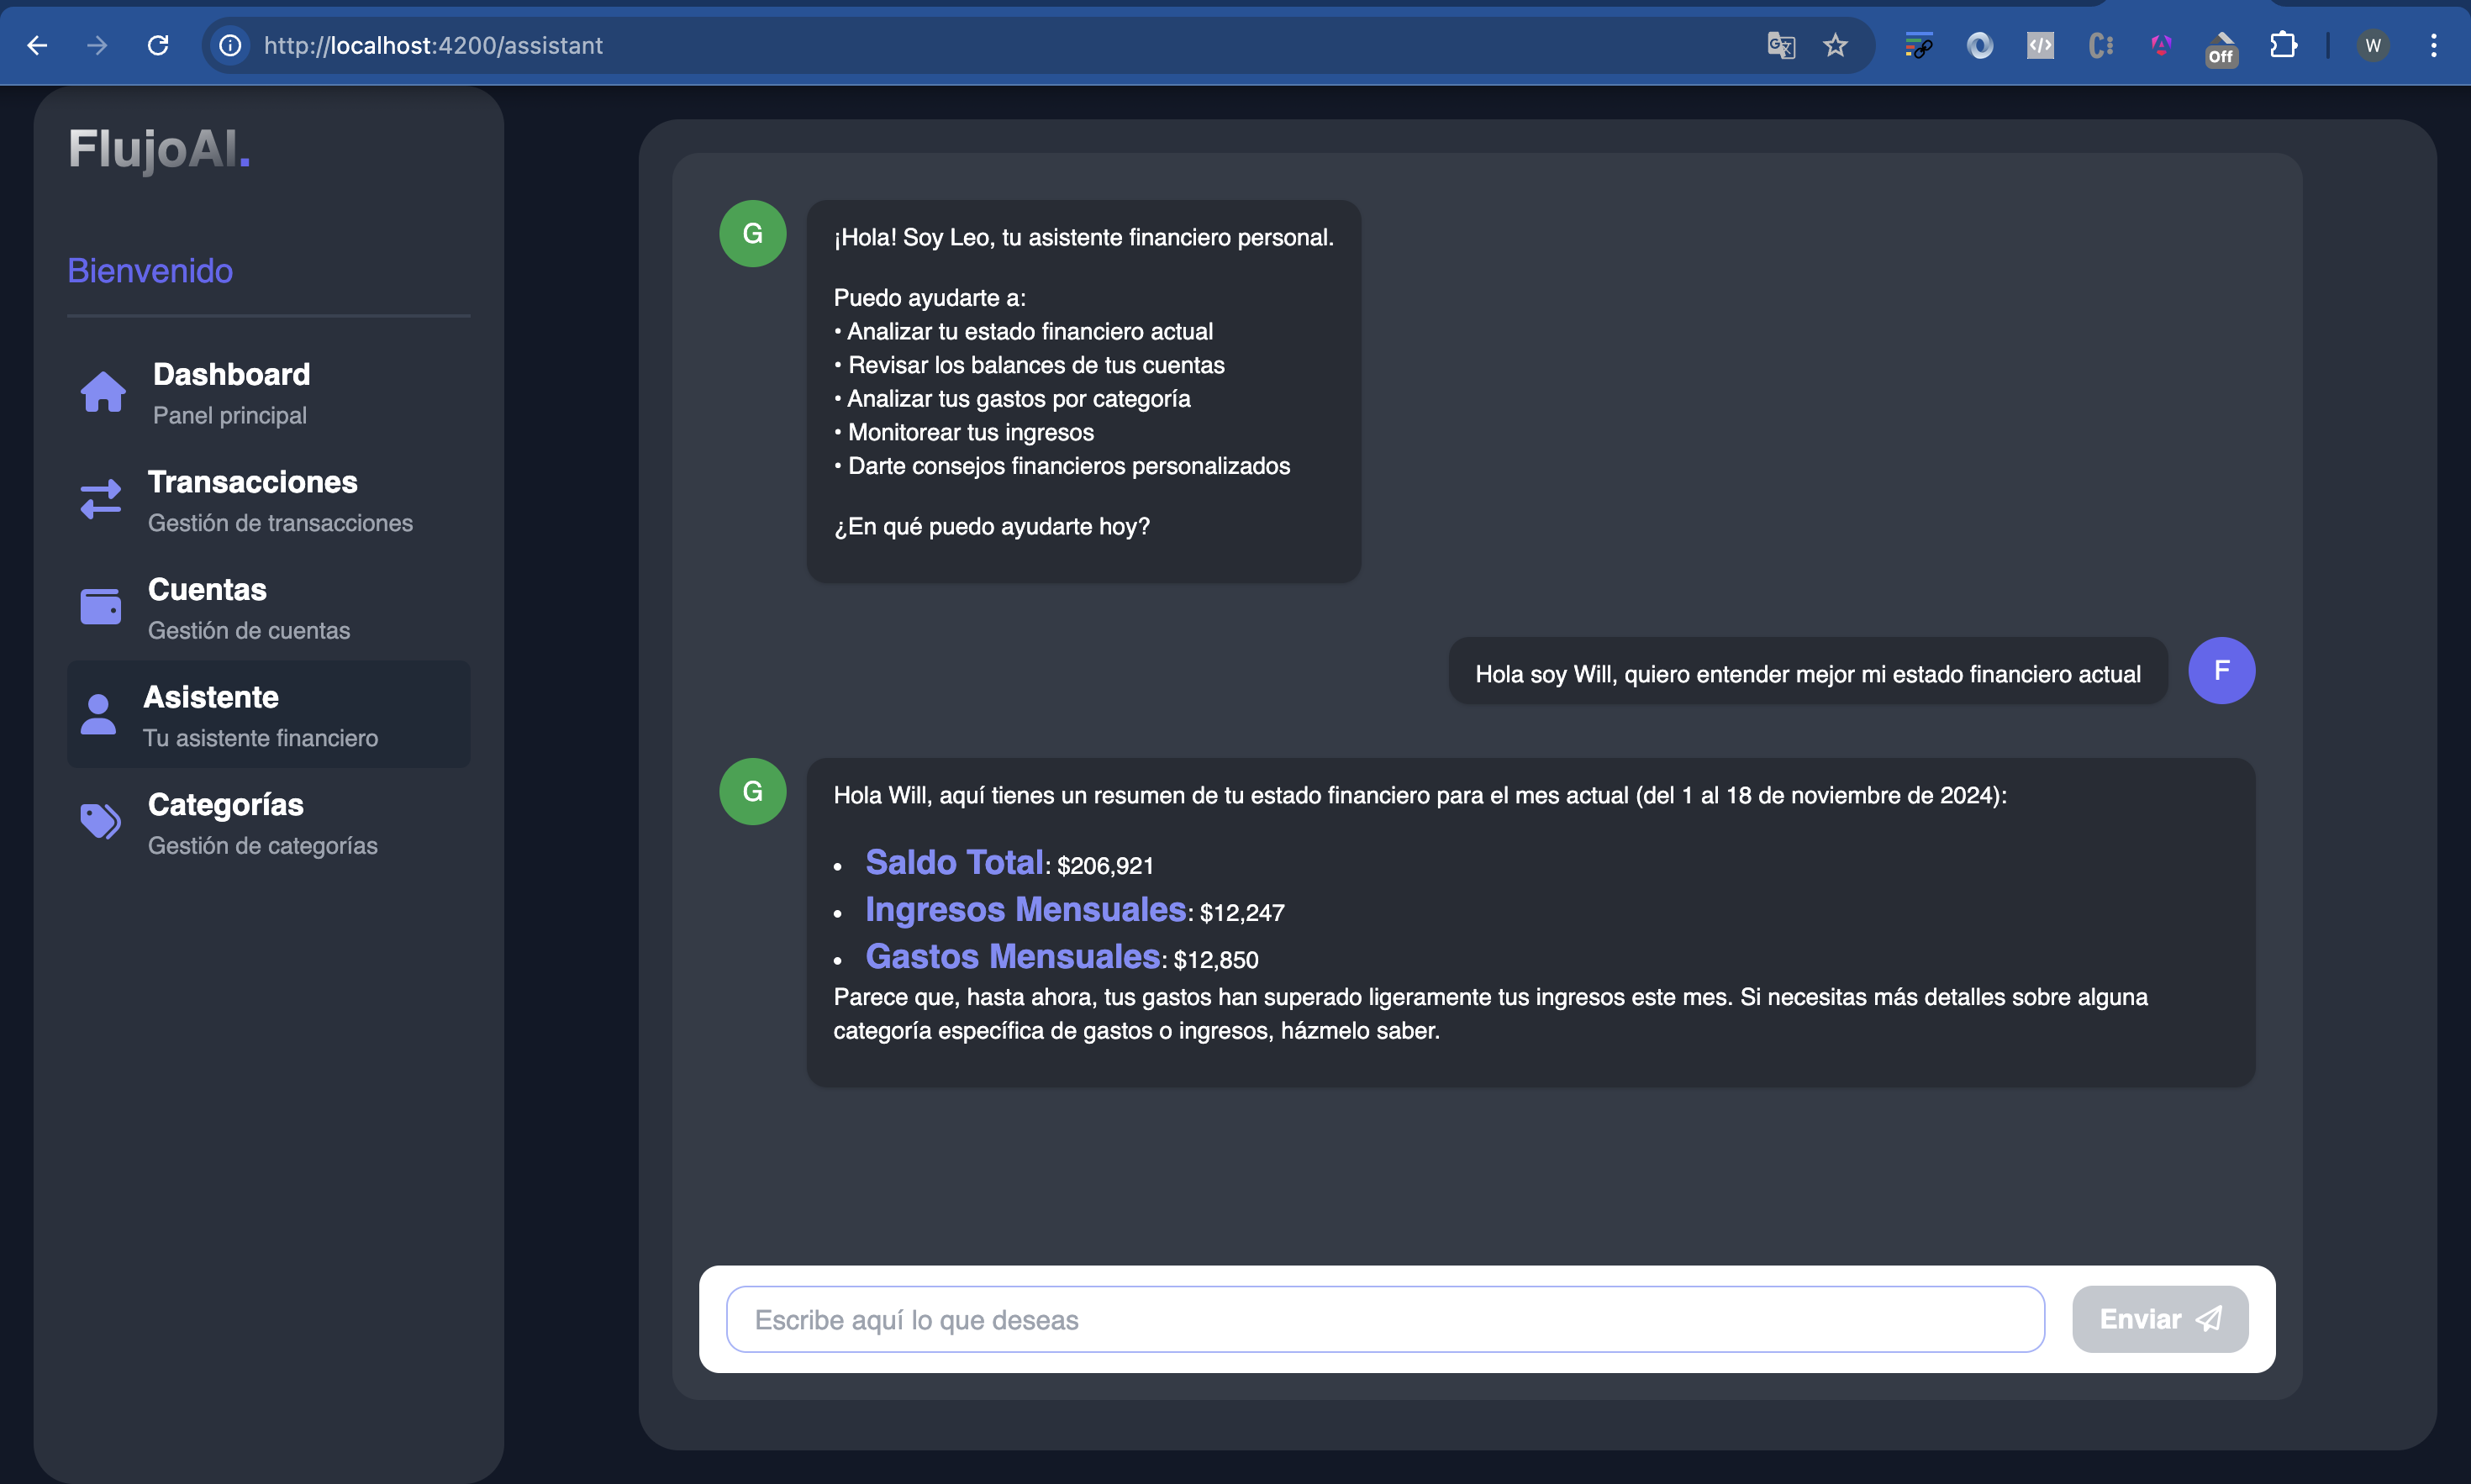 http://localhost:4200/assistant
Off
W
FlujoAI.
Bienvenido
Dashboard
Panel principal
Transacciones
Gestión de transacciones
Cuentas
Gestión de cuentas
Asistente
Tu asistente financiero
Categorías
Gestión de categorías
G
¡Hola! Soy Leo, tu asistente financiero personal.
Puedo ayudarte a:
• Analizar tu estado financiero actual
• Revisar los balances de tus cuentas
• Analizar tus gastos por categoría
• Monitorear tus ingresos
• Darte consejos financieros personalizados
¿En qué puedo ayudarte hoy?
Hola soy Will, quiero entender mejor mi estado financiero actual
F
G
Hola Will, aquí tienes un resumen de tu estado financiero para el mes actual (del 1 al 18 de noviembre de 2024):
• Saldo Total: $206,921
• Ingresos Mensuales: $12,247
• Gastos Mensuales: $12,850
Parece que, hasta ahora, tus gastos han superado ligeramente tus ingresos este mes. Si necesitas más detalles sobre alguna
categoría específica de gastos o ingresos, házmelo saber.
Escribe aquí lo que deseas
Enviar